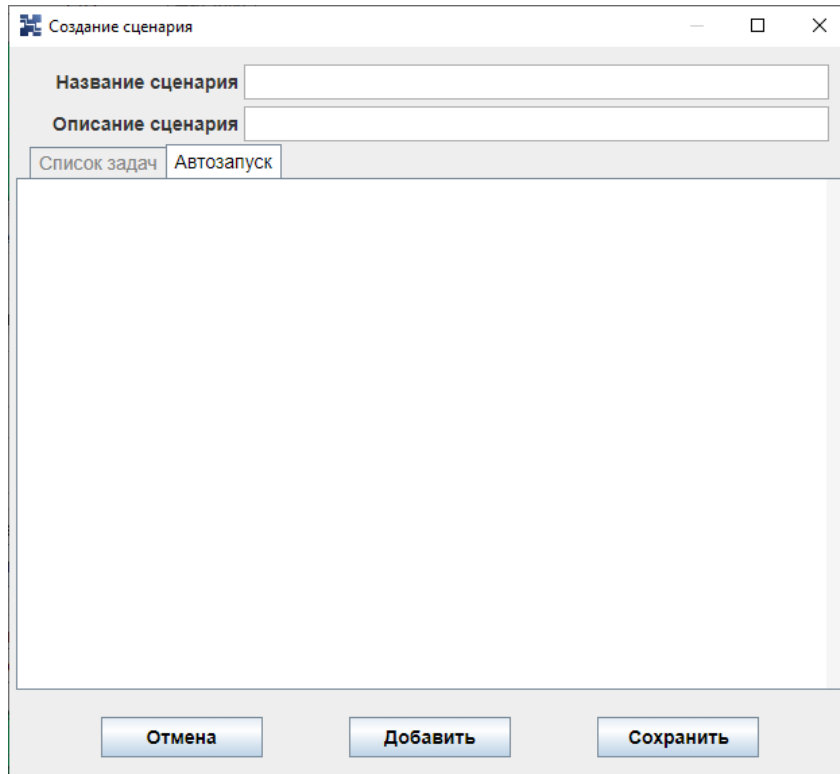 Создание сценария
Название сценария
Описание сценария
Список задач Автозапуск
Отмена Добавить Сохранить